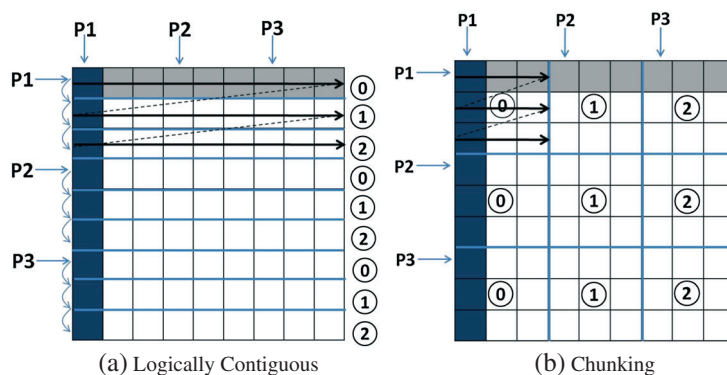 P1 P2 P3
P1
0
1
2
P2
0
1
2
P3
0
1
2
(a) Logically Contiguous
P1 P2 P3
P1
0 1 2
P2
0 1 2
P3
0 1 2
(b) Chunking